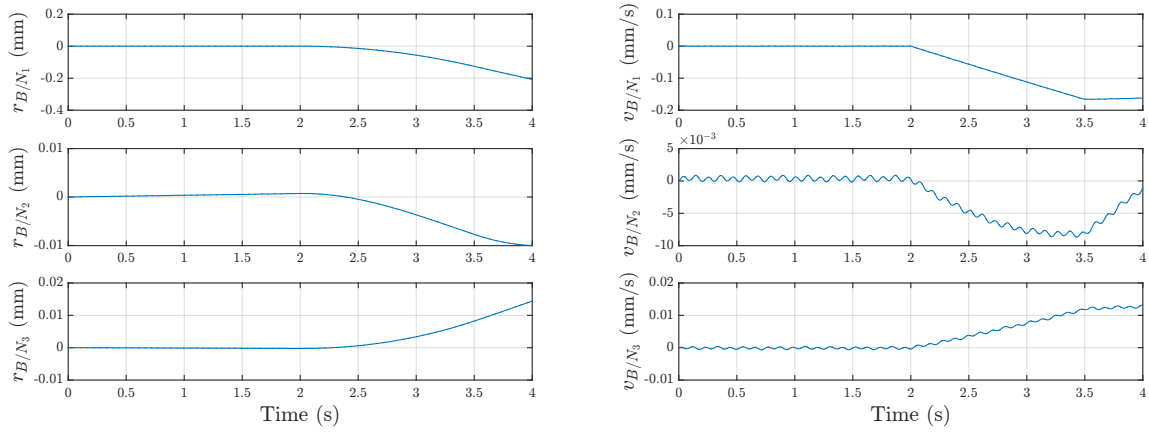 0.2
0
-0.2
-0.4
r_{B/N_1} (mm)
0 0.5 1 1.5 2 2.5 3 3.5 4
0.01
0
-0.01
r_{B/N_2} (mm)
0 0.5 1 1.5 2 2.5 3 3.5 4
0.02
0.01
0
-0.01
r_{B/N_3} (mm)
0 0.5 1 1.5 2 2.5 3 3.5 4
Time (s)
0.1
0
-0.1
-0.2
v_{B/N_1} (mm/s)
0 0.5 1 1.5 2 2.5 3 3.5 4
×10^{-3}
5
0
-5
-10
v_{B/N_2} (mm/s)
0 0.5 1 1.5 2 2.5 3 3.5 4
0.02
0.01
0
-0.01
v_{B/N_3} (mm/s)
0 0.5 1 1.5 2 2.5 3 3.5 4
Time (s)